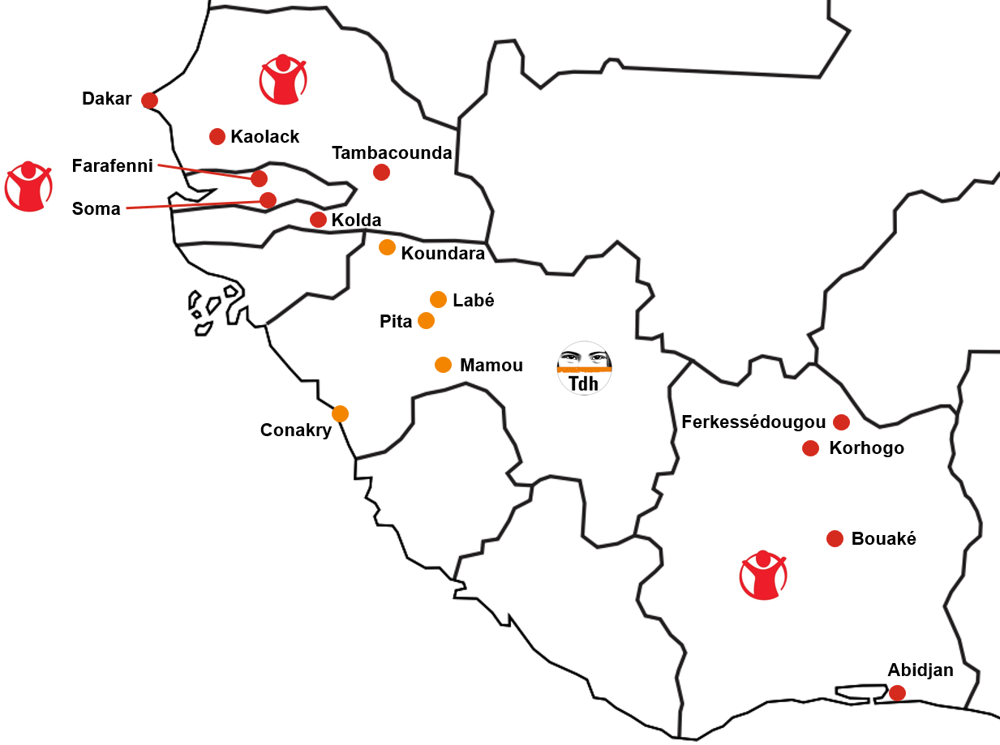 Dakar
Kaolack
Tambacounda
Farafenni
Soma
Kolda
Koundara
Labé
Pita
Mamou
Tdh
Conakry
Ferkessédougou
Korhogo
Bouaké
Abidjan